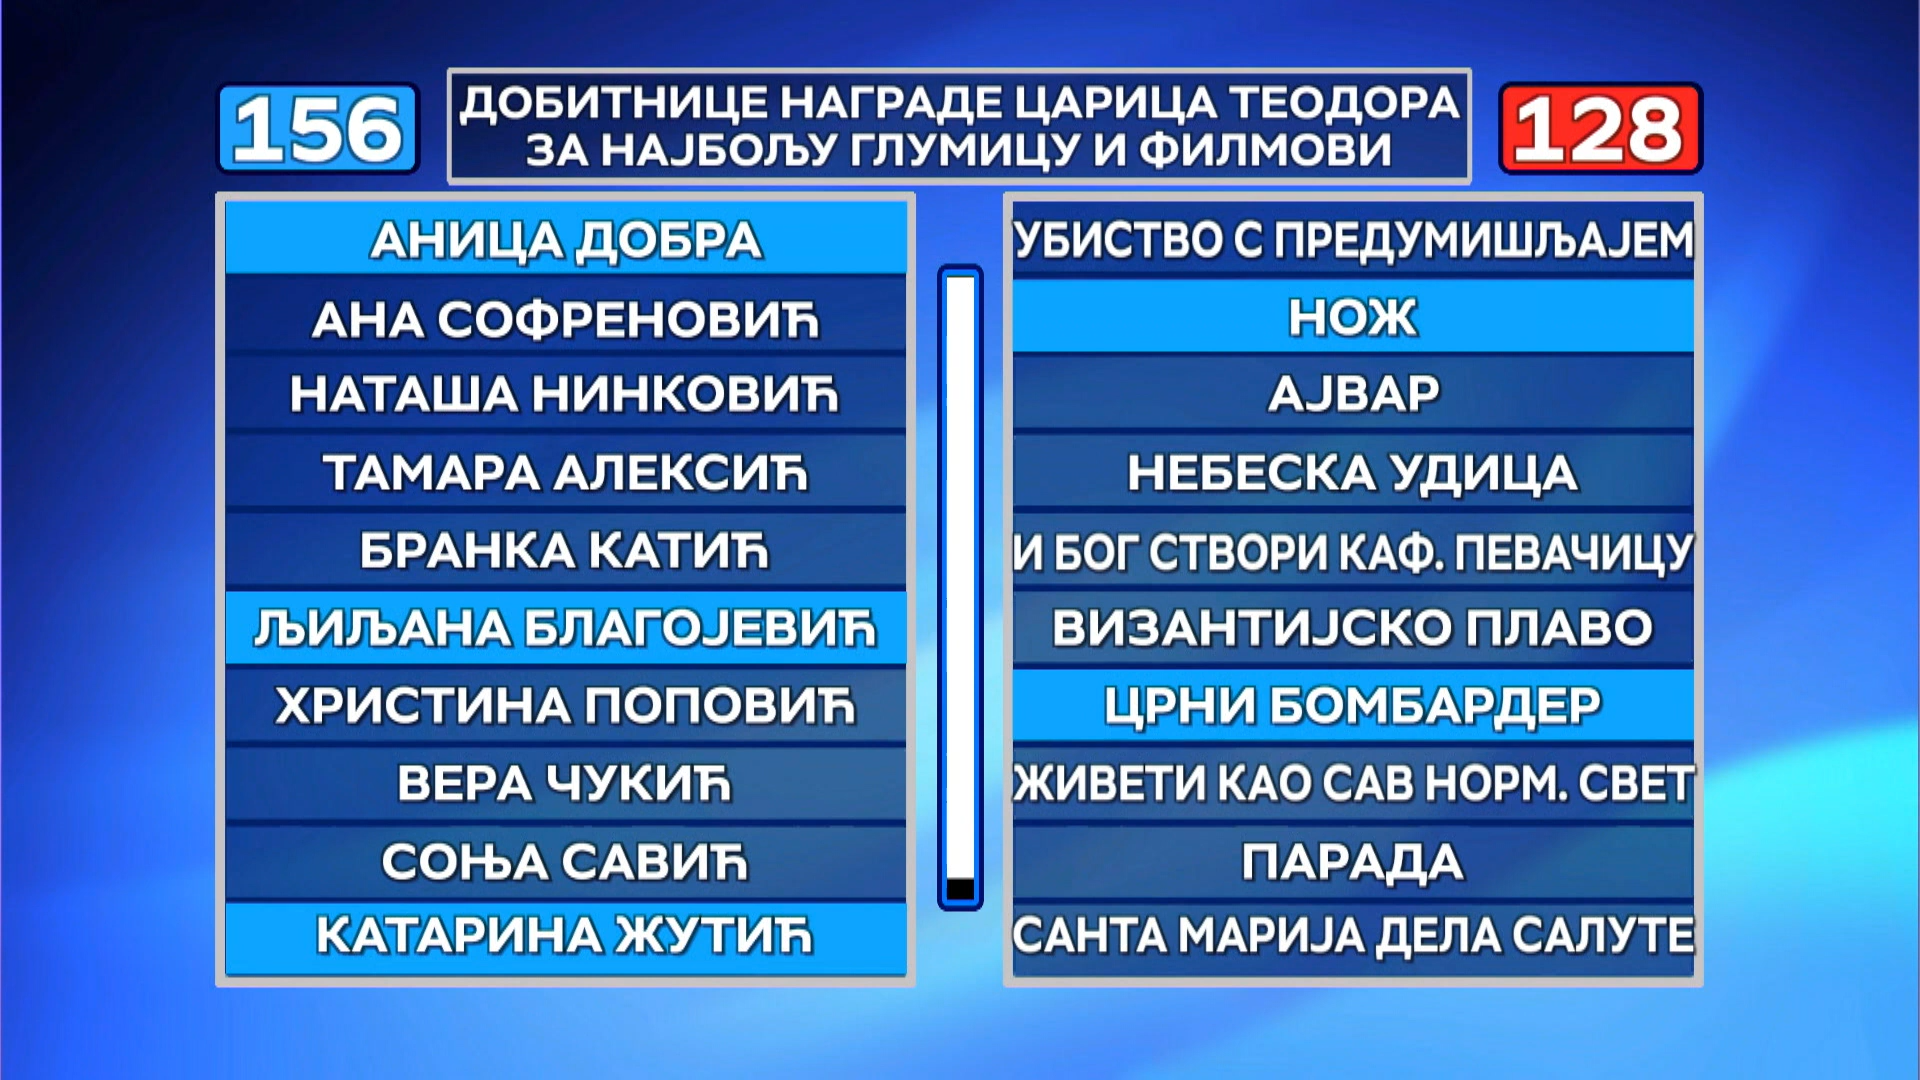 156
ДОБИТНИЦЕ НАГРАДЕ ЦАРИЦА ТЕОДОРА
ЗА НАЈБОЉУ ГЛУМИЦУ И ФИЛМОВИ
128
АНИЦА ДОБРА
АНА СОФРЕНОВИЋ
НАТАША НИНКОВИЋ
ТАМАРА АЛЕКСИЋ
БРАНКА КАТИЋ
ЉИЉАНА БЛАГОЈЕВИЋ
ХРИСТИНА ПОПОВИЋ
ВЕРА ЧУКИЋ
СОЊА САВИЋ
КАТАРИНА ЖУТИЋ
УБИСТВО С ПРЕДУМИШЉАЈЕМ
НОЖ
АЈВАР
НЕБЕСКА УДИЦА
И БОГ СТВОРИ КАФ. ПЕВАЧИЦУ
ВИЗАНТИЈСКО ПЛАВО
ЦРНИ БОМБАРДЕР
ЖИВЕТИ КАО САВ НОРМ. СВЕТ
ПАРАДА
САНТА МАРИЈА ДЕЛА САЛУТЕ